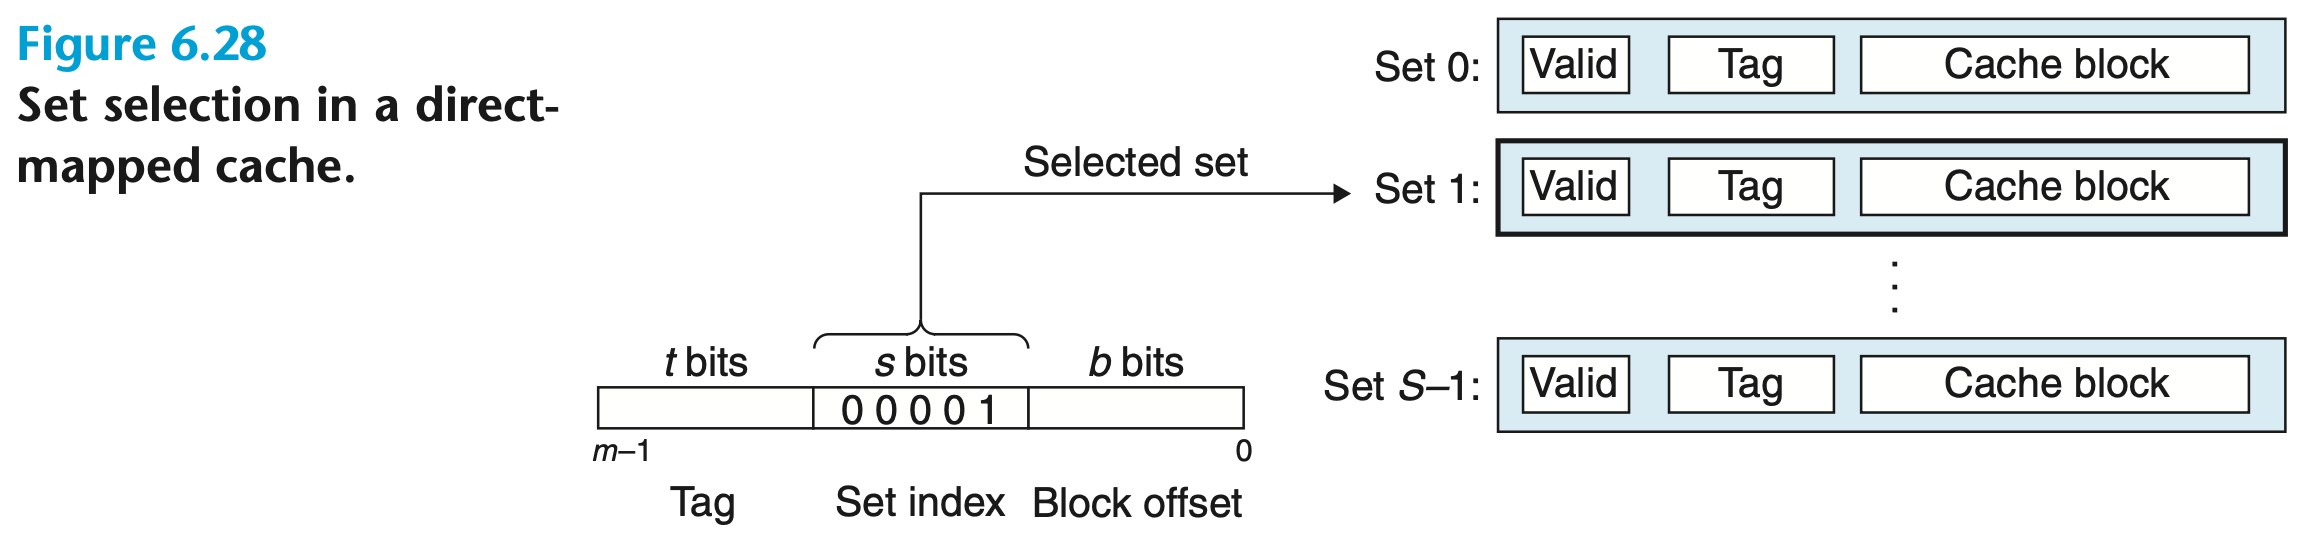 Figure 6.28
Set selection in a direct-
mapped cache.
Set 0: Valid Tag Cache block
Selected set
Set 1: Valid Tag Cache block
t bits s bits b bits
Set S–1: Valid Tag Cache block
0 0 0 0 1
m–1 0
Tag Set index Block offset